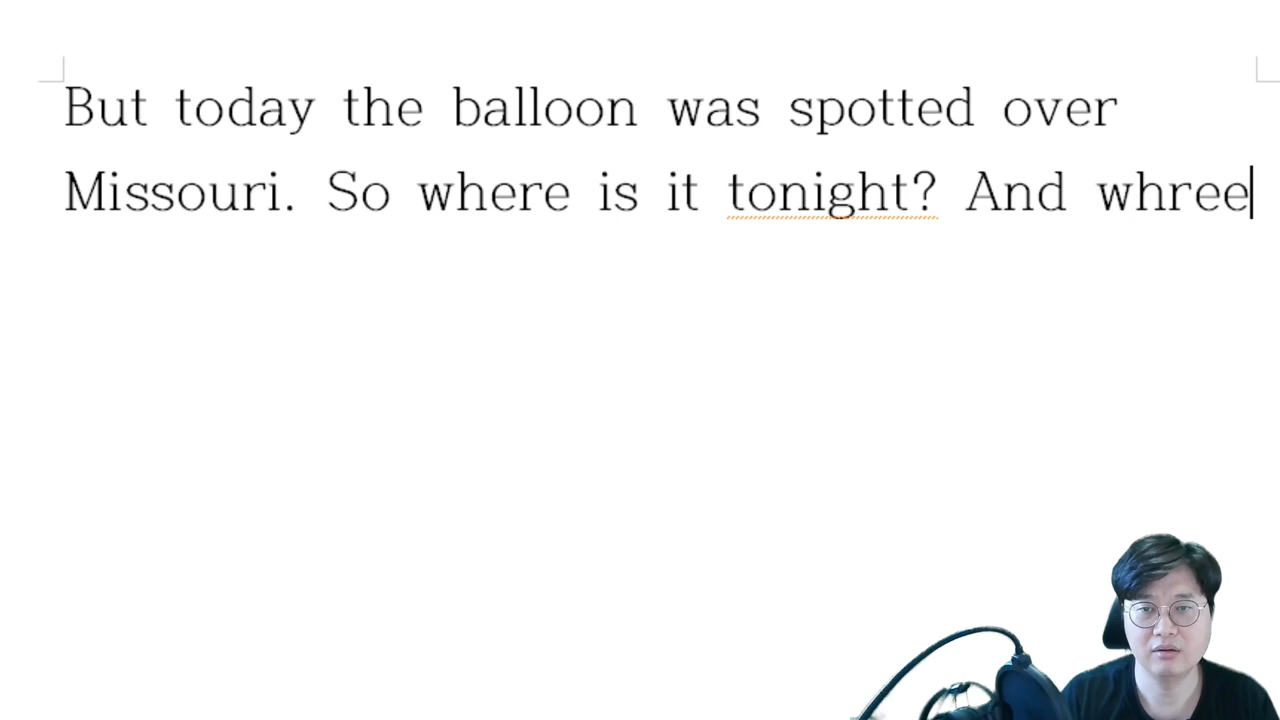 But today the balloon was spotted over
Missouri. So where is it tonight? And whree